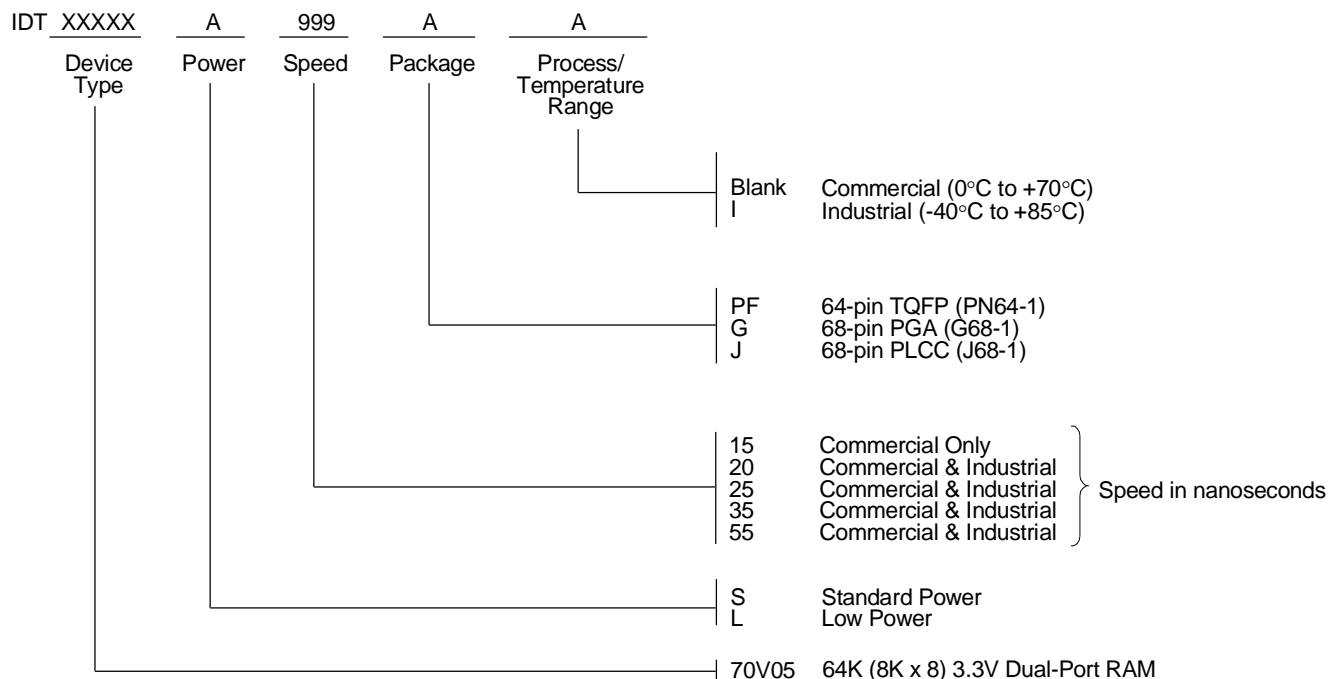 IDT XXXXX A 999 A A
Device Type
Power
Speed
Package
Process/
Temperature
Range
Blank Commercial (0°C to +70°C)
I Industrial (-40°C to +85°C)
PF 64-pin TQFP (PN64-1)
G 68-pin PGA (G68-1)
J 68-pin PLCC (J68-1)
15 Commercial Only
20 Commercial & Industrial
25 Commercial & Industrial
35 Commercial & Industrial
55 Commercial & Industrial
Speed in nanoseconds
S Standard Power
L Low Power
70V05 64K (8K x 8) 3.3V Dual-Port RAM